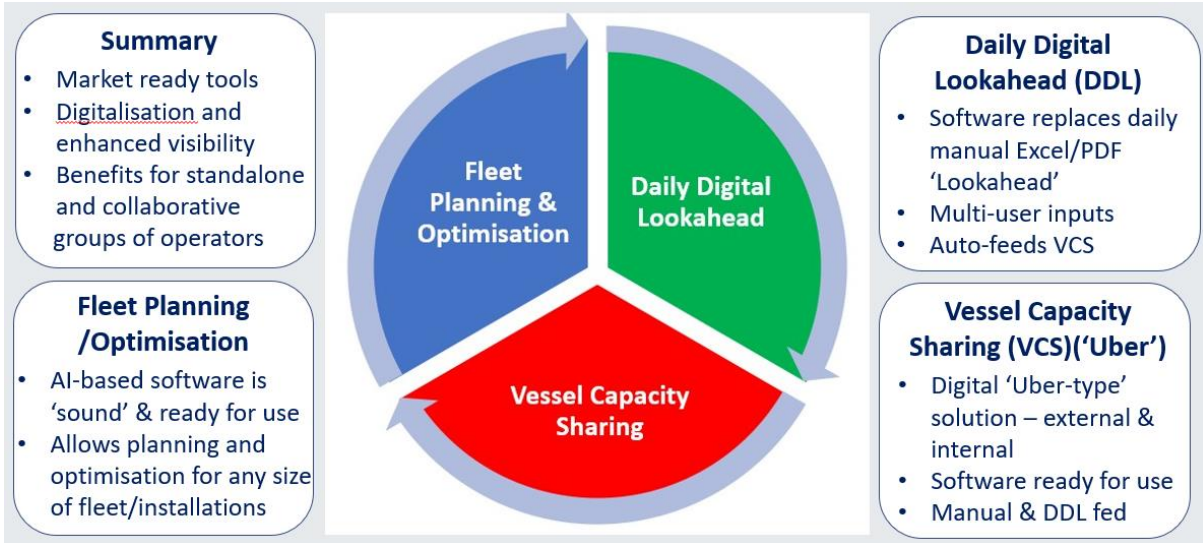 Summary
• Market ready tools
• Digitalisation and
enhanced visibility
• Benefits for standalone
and collaborative
groups of operators
Fleet Planning
/Optimisation
• AI-based software is
‘sound’ & ready for use
• Allows planning and
optimisation for any size
of fleet/installations
Fleet
Planning &
Optimisation
Daily Digital
Lookahead
Vessel Capacity
Sharing
Daily Digital
Lookahead (DDL)
• Software replaces daily
manual Excel/PDF
‘Lookahead’
• Multi-user inputs
• Auto-feeds VCS
Vessel Capacity
Sharing (VCS)(‘Uber’)
• Digital ‘Uber-type’
solution – external &
internal
• Software ready for use
• Manual & DDL fed